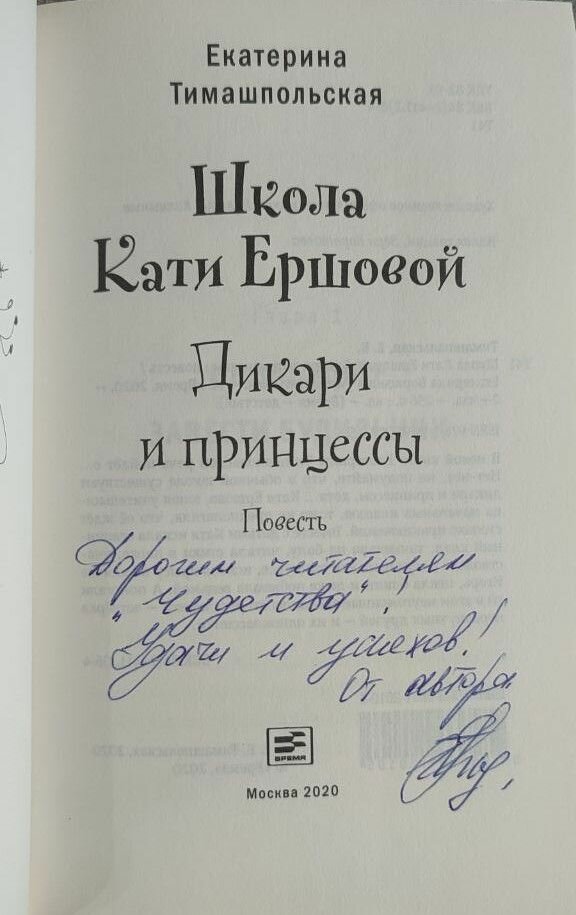 Екатерина
Тимашпольская
Школа
Кати Ершовой
Дикари
и принцессы
Повесть
Дорогим читателям
"Чудетства"!
Удачи и успехов!
От автора
ВРЕМЯ
Москва 2020